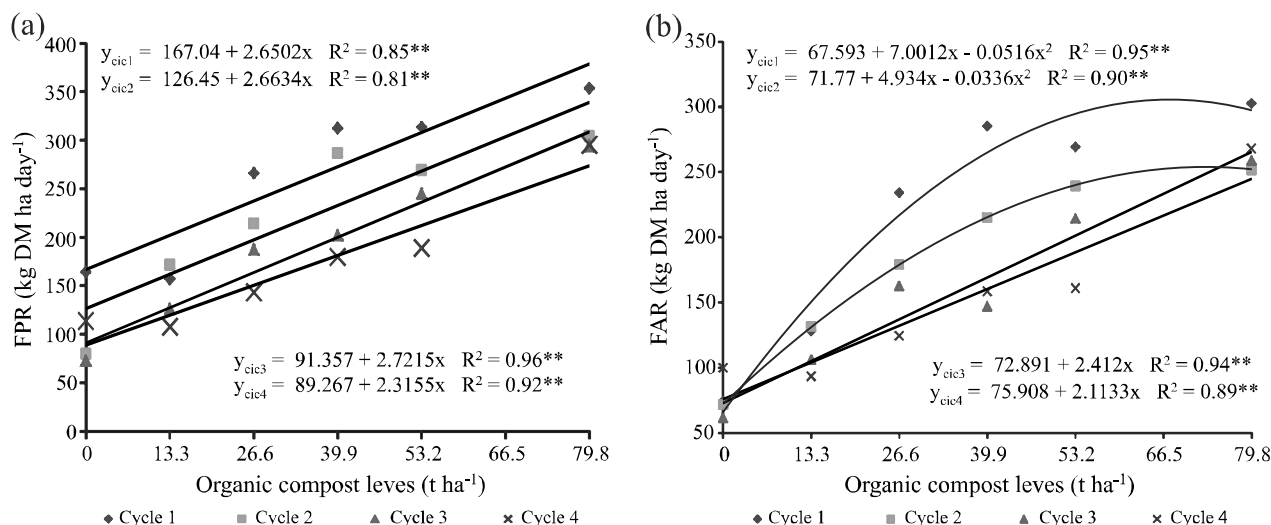 (a)
y_cic1 = 167.04 + 2.6502x R² = 0.85**
y_cic2 = 126.45 + 2.6634x R² = 0.81**
400
350
300
250
200
150
100
50
0
FPR (kg DM ha day⁻¹)
y_cic3 = 91.357 + 2.7215x R² = 0.96**
y_cic4 = 89.267 + 2.3155x R² = 0.92**
0 13.3 26.6 39.9 53.2 66.5 79.8
Organic compost leves (t ha⁻¹)
Cycle 1 Cycle 2 Cycle 3 Cycle 4
(b)
y_cic1 = 67.593 + 7.0012x - 0.0516x² R² = 0.95**
y_cic2 = 71.77 + 4.934x - 0.0336x² R² = 0.90**
350
300
250
200
150
100
50
FAR (kg DM ha day⁻¹)
y_cic3 = 72.891 + 2.412x R² = 0.94**
y_cic4 = 75.908 + 2.1133x R² = 0.89**
0 13.3 26.6 39.9 53.2 66.5 79.8
Organic compost leves (t ha⁻¹)
Cycle 1 Cycle 2 Cycle 3 Cycle 4